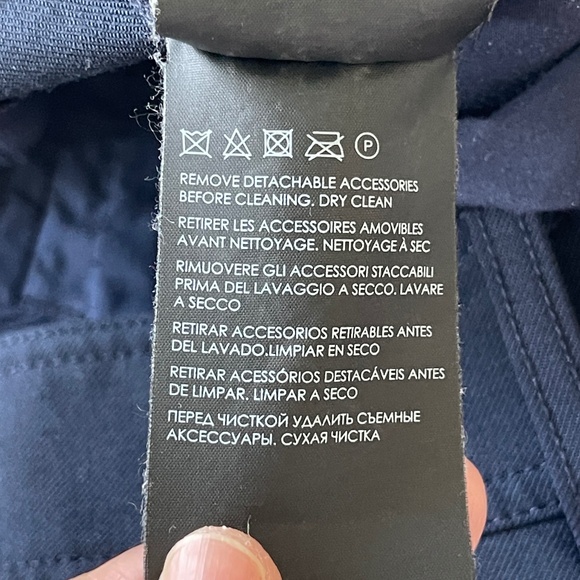 P
REMOVE DETACHABLE ACCESSORIES
BEFORE CLEANING. DRY CLEAN
RETIRER LES ACCESSOIRES AMOVIBLES
AVANT NETTOYAGE. NETTOYAGE À SEC
RIMUOVERE GLI ACCESSORI STACCABILI
PRIMA DEL LAVAGGIO A SECCO. LAVARE
A SECCO
RETIRAR ACCESORIOS RETIRABLES ANTES
DEL LAVADO.LIMPIAR EN SECO
RETIRAR ACESSÓRIOS DESTACÁVEIS ANTES
DE LIMPAR. LIMPAR A SECO
ПЕРЕД ЧИСТКОЙ УДАЛИТЬ СЪЕМНЫЕ
АКСЕССУАРЫ. СУХАЯ ЧИСТКА